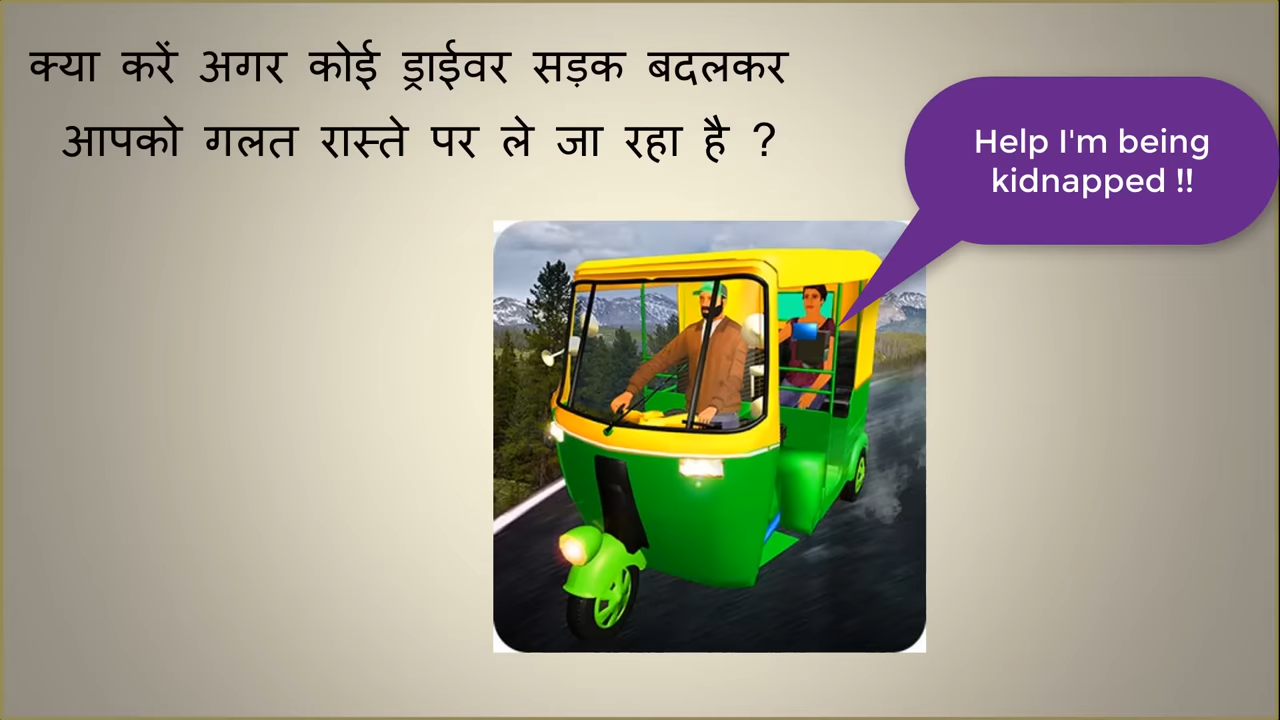 क्या करें अगर कोई ड्राईवर सड़क बदलकर
आपको गलत रास्ते पर ले जा रहा है ?
Help I'm being
kidnapped !!